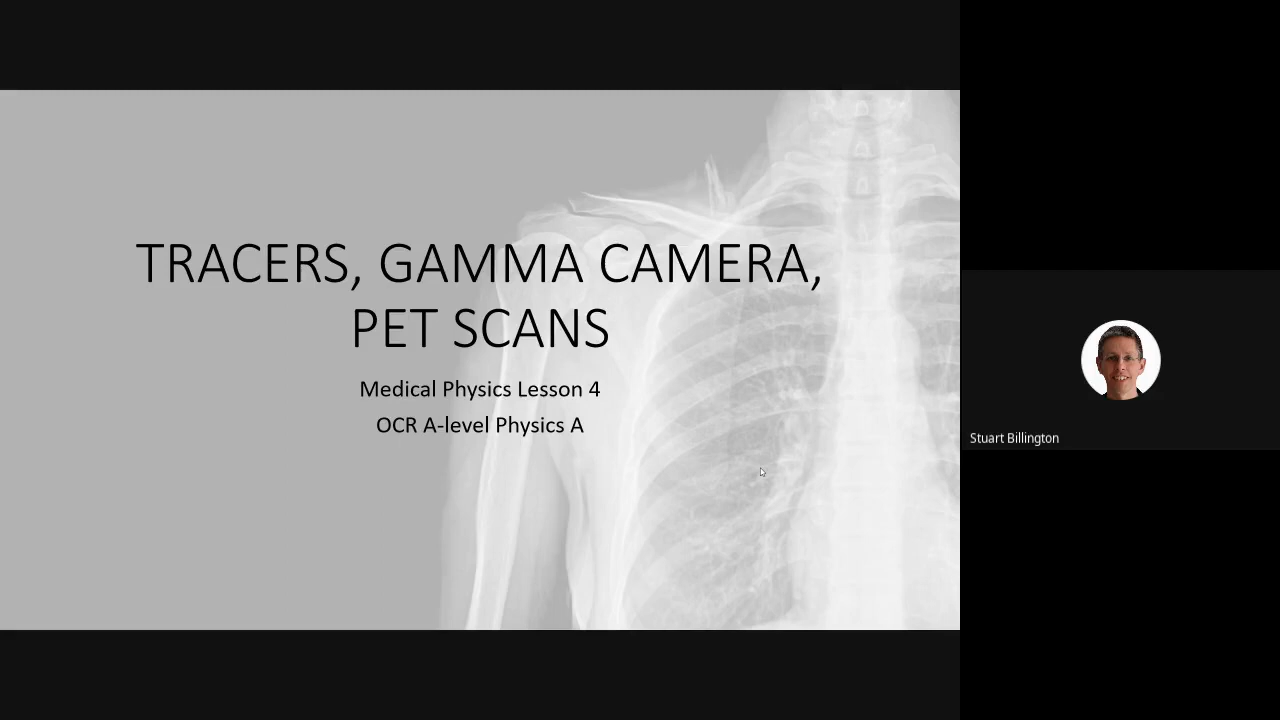 TRACERS, GAMMA CAMERA,
PET SCANS
Medical Physics Lesson 4
OCR A-level Physics A
Stuart Billington